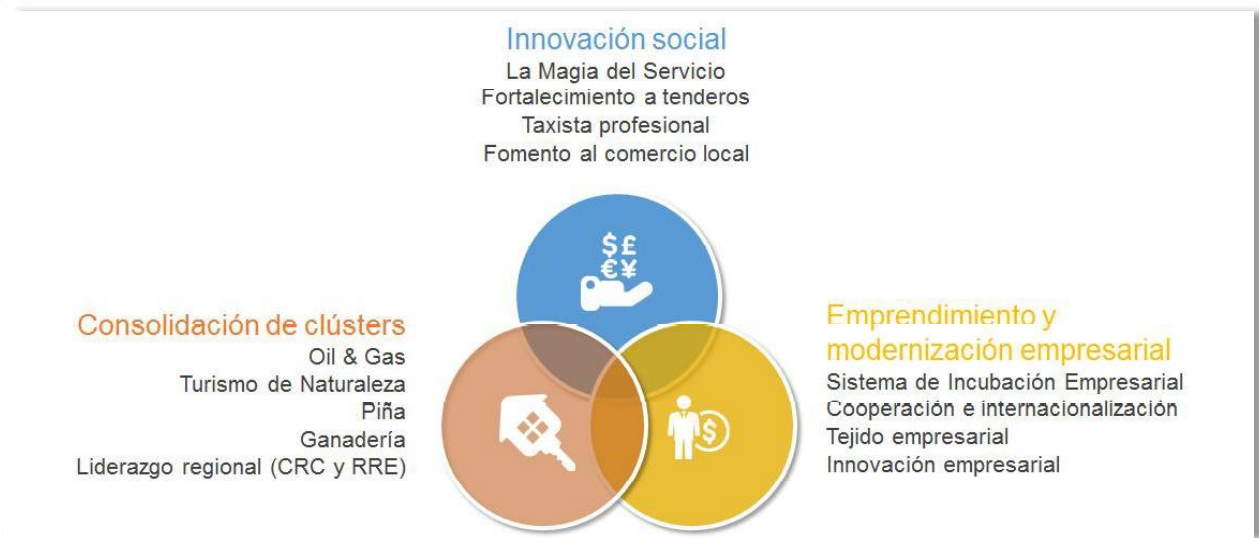 Innovación social
La Magia del Servicio
Fortalecimiento a tenderos
Taxista profesional
Fomento al comercio local
$£
€¥
Consolidación de clústers
Oil & Gas
Turismo de Naturaleza
Piña
Ganadería
Liderazgo regional (CRC y RRE)
$
Emprendimiento y
modernización empresarial
Sistema de Incubación Empresarial
Cooperación e internacionalización
Tejido empresarial
Innovación empresarial